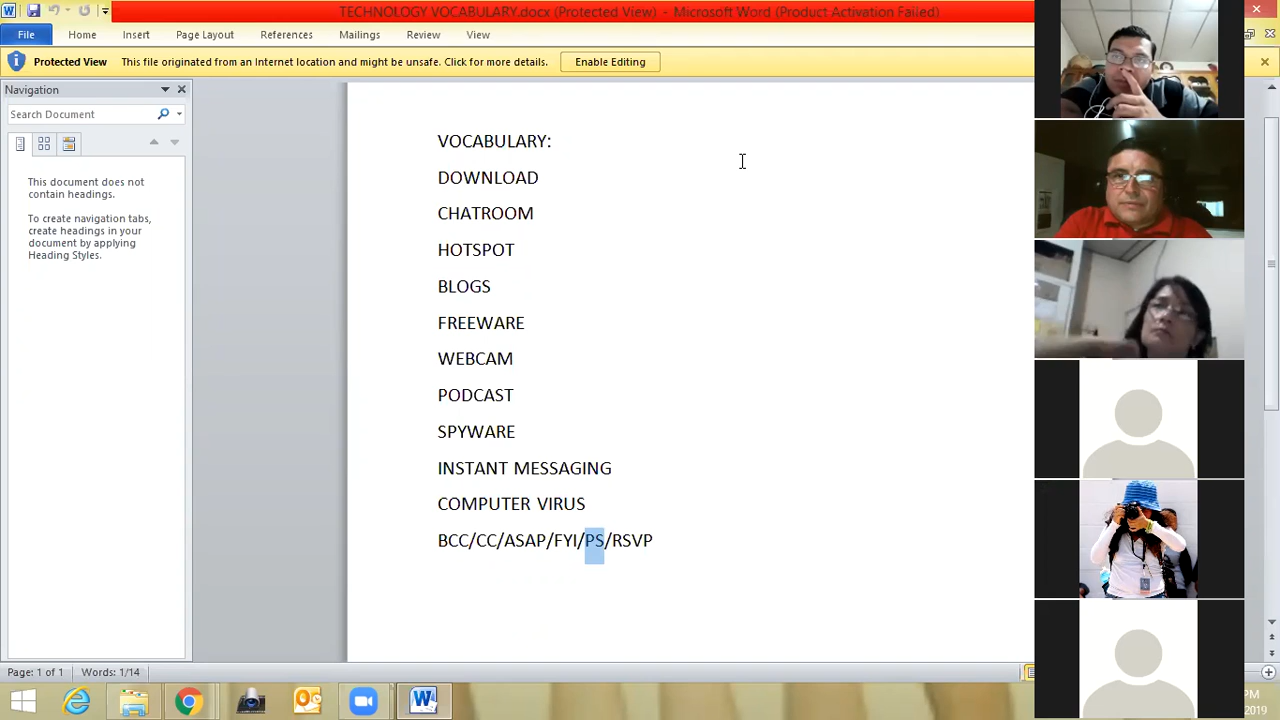 TECHNOLOGY VOCABULARY.docx (Protected View) - Microsoft Word (Product Activation Failed)
File Home Insert Page Layout References Mailings Review View
Protected View This file originated from an Internet location and might be unsafe. Click for more details. Enable Editing
Navigation
Search Document
This document does not
contain headings.
To create navigation tabs,
create headings in your
document by applying
Heading Styles.
VOCABULARY:
DOWNLOAD
CHATROOM
HOTSPOT
BLOGS
FREEWARE
WEBCAM
PODCAST
SPYWARE
INSTANT MESSAGING
COMPUTER VIRUS
BCC/CC/ASAP/FYI/PS/RSVP
Page: 1 of 1 Words: 1/14
PM
2019